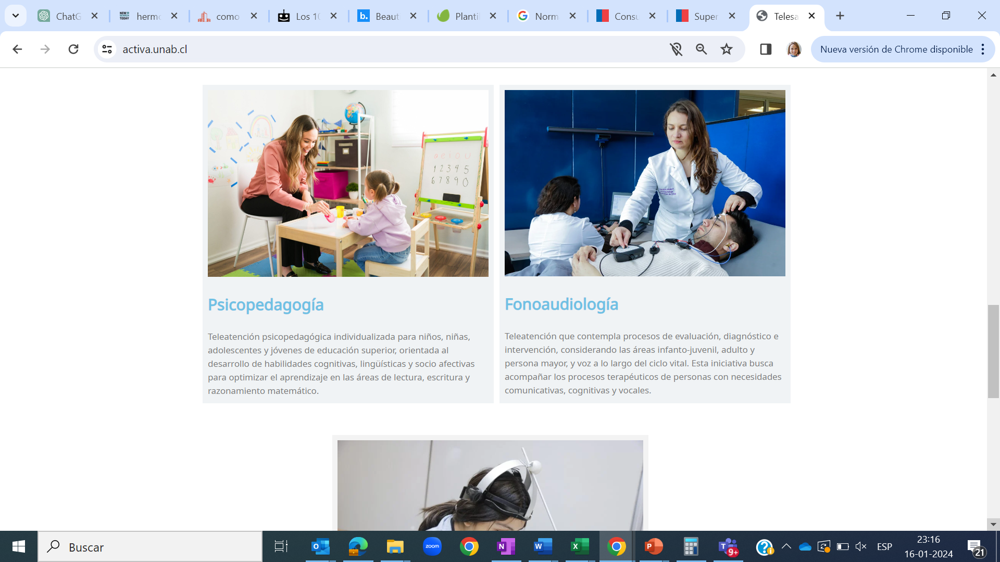 ChatG
hermo
como
Los 10
Beaut
Plantil
Norm
Consu
Super
Telesa
activa.unab.cl
Nueva versión de Chrome disponible
a e i o u
1 2 3 4 5
6 7 8 9 0
Psicopedagogía
Teleatención psicopedagógica individualizada para niños, niñas,
adolescentes y jóvenes de educación superior, orientada al
desarrollo de habilidades cognitivas, lingüísticas y socio afectivas
para optimizar el aprendizaje en las áreas de lectura, escritura y
razonamiento matemático.
Fonoaudiología
Teleatención que contempla procesos de evaluación, diagnóstico e
intervención, considerando las áreas infanto-juvenil, adulto y
persona mayor, y voz a lo largo del ciclo vital. Esta iniciativa busca
acompañar los procesos terapéuticos de personas con necesidades
comunicativas, cognitivas y vocales.
Buscar
zoom
9+
ESP
23:16
16-01-2024
21